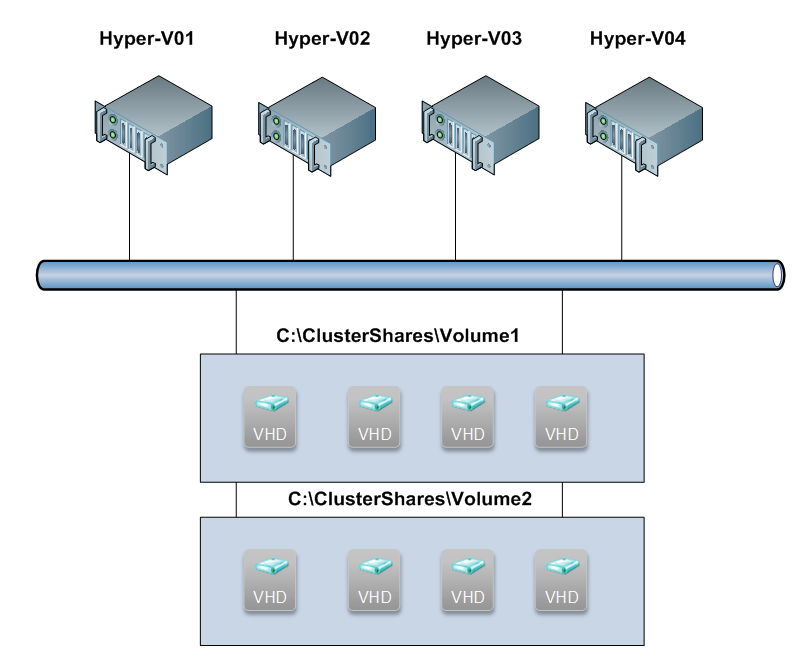 Hyper-V01 Hyper-V02 Hyper-V03 Hyper-V04
C:\ClusterShares\Volume1
VHD VHD VHD VHD
C:\ClusterShares\Volume2
VHD VHD VHD VHD